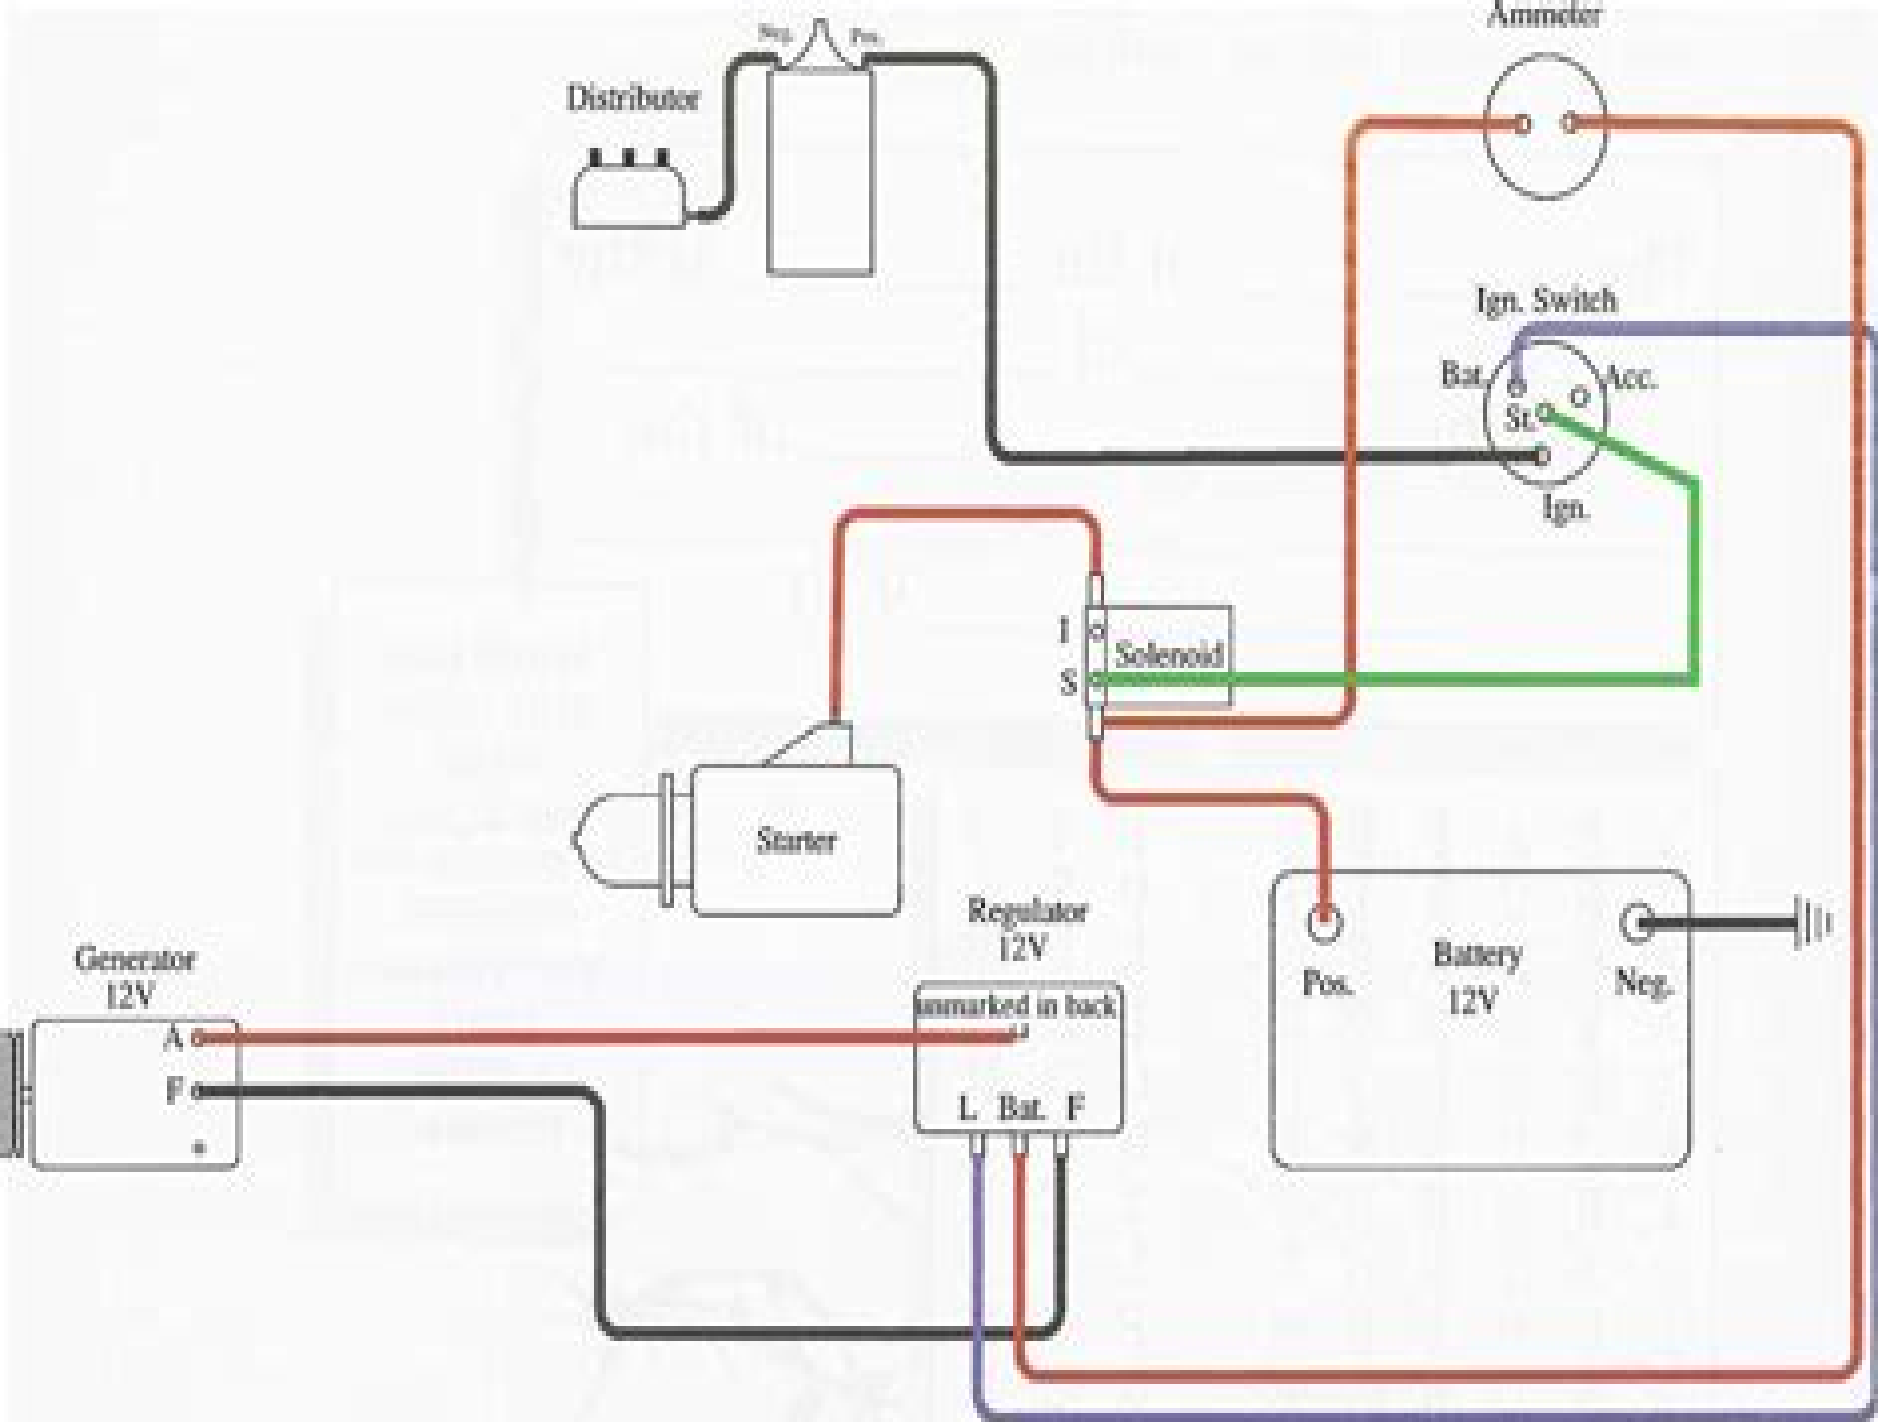 Ammeter
Neg.
Pos.
Distributor
Ign. Switch
Bat.
Acc.
St.
Ign.
I
Solenoid
S
Starter
Regulator
12V
Generator
12V
Battery
12V
Pos.
Neg.
unmarked in back
A
F
L Bat. F